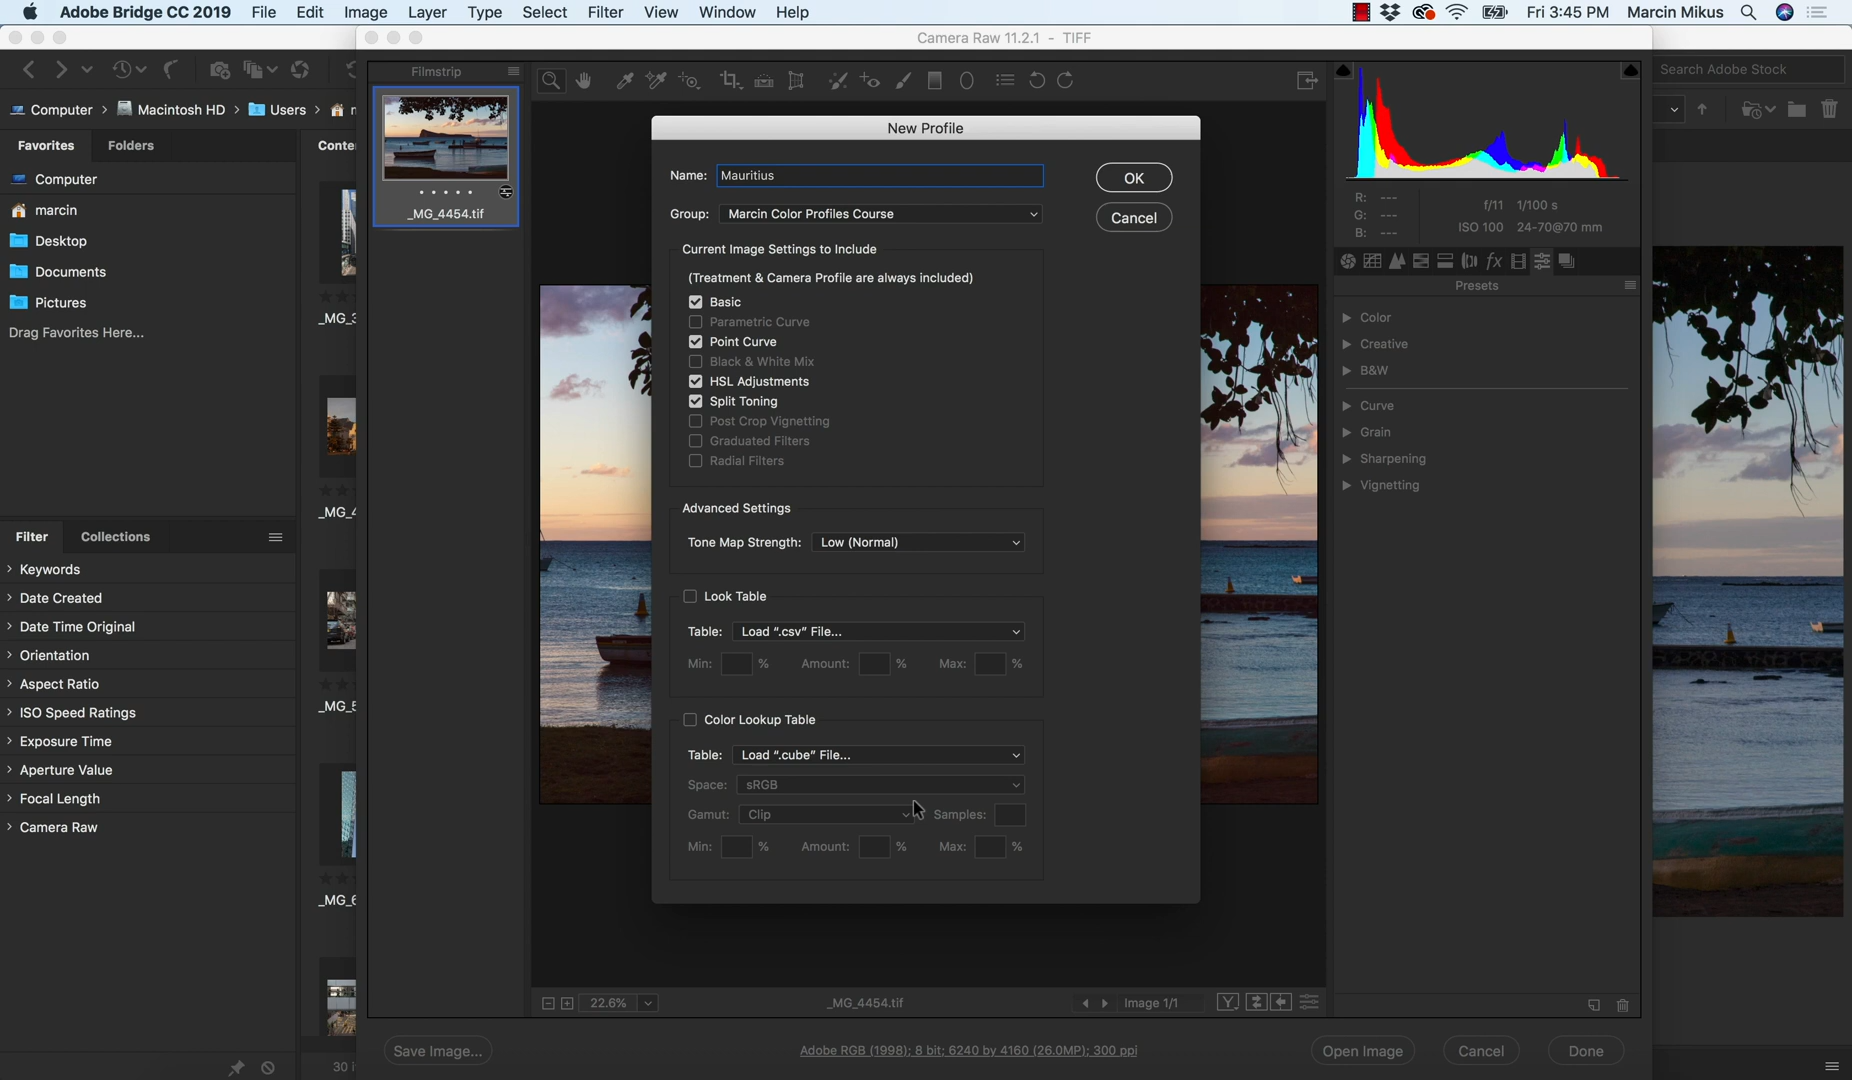 Adobe Bridge CC 2019 File Edit Image Layer Type Select Filter View Window Help Fri 3:45 PM Marcin Mikus
Camera Raw 11.2.1 - TIFF
Search Adobe Stock
Computer Macintosh HD Users
Favorites Folders
Computer
marcin
Desktop
Documents
Pictures
Drag Favorites Here...
Filter Collections
Keywords
Date Created
Date Time Original
Orientation
Aspect Ratio
ISO Speed Ratings
Exposure Time
Aperture Value
Focal Length
Camera Raw
Filmstrip
_MG_4454.tif
New Profile
Name: Mauritius
OK
Group: Marcin Color Profiles Course
Cancel
Current Image Settings to Include
(Treatment & Camera Profile are always included)
Basic
Parametric Curve
Point Curve
Black & White Mix
HSL Adjustments
Split Toning
Post Crop Vignetting
Graduated Filters
Radial Filters
Advanced Settings
Tone Map Strength: Low (Normal)
Look Table
Table: Load ".csv" File...
Min: % Amount: % Max: %
Color Lookup Table
Table: Load ".cube" File...
Space: sRGB
Gamut: Clip Samples:
Min: % Amount: % Max: %
R: ---
G: ---
B: ---
f/11 1/100 s
ISO 100 24-70@70 mm
Presets
Color
Creative
B&W
Curve
Grain
Sharpening
Vignetting
22.6% _MG_4454.tif Image 1/1
Save Image... Adobe RGB (1998); 8 bit; 6240 by 4160 (26.0MP); 300 ppi Open Image Cancel Done